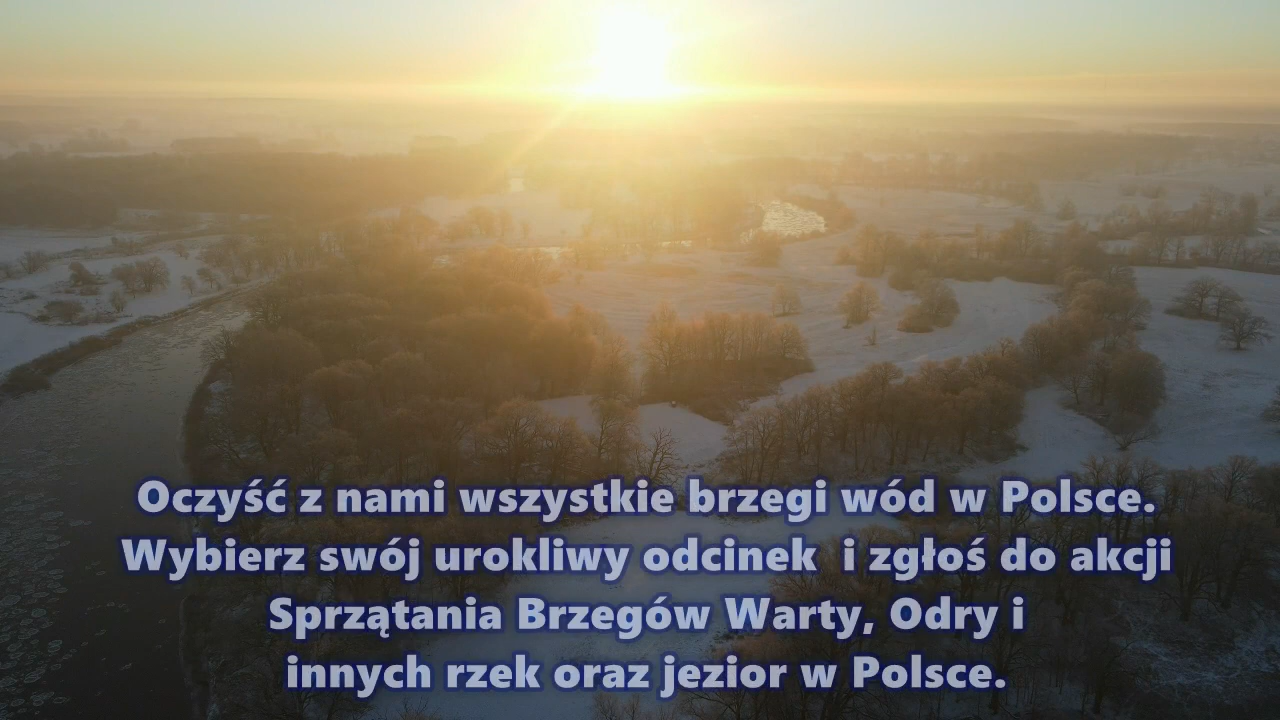 Oczyść z nami wszystkie brzegi wód w Polsce.
Wybierz swój urokliwy odcinek i zgłoś do akcji
Sprzątania Brzegów Warty, Odry i
innych rzek oraz jezior w Polsce.